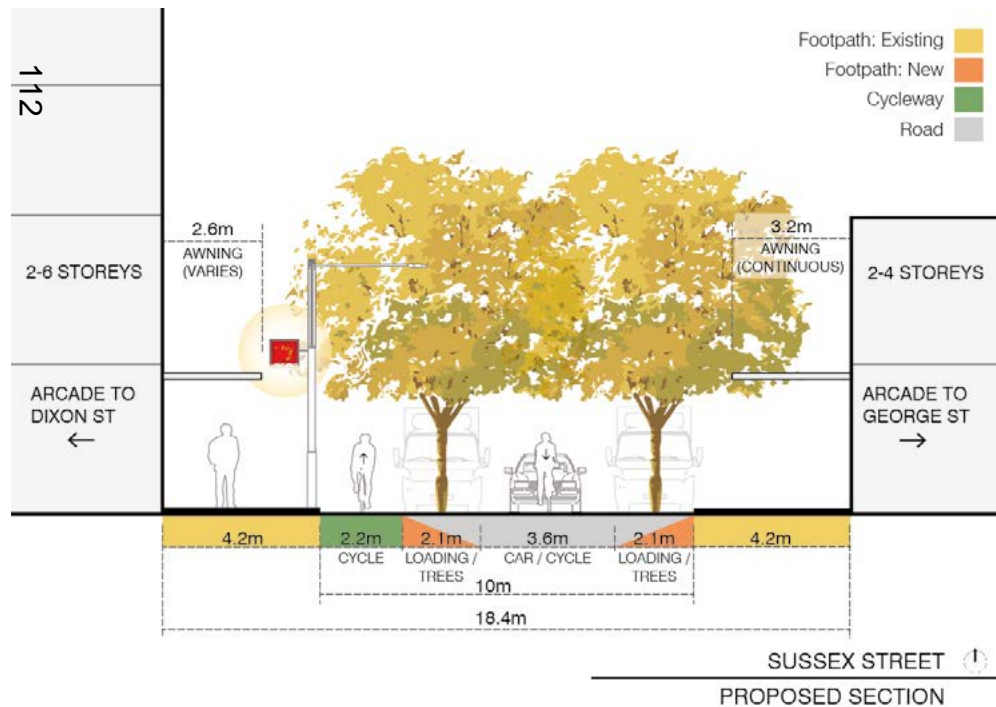 112
Footpath: Existing
Footpath: New
Cycleway
Road
2.6m
AWNING
(VARIES)
3.2m
AWNING
(CONTINUOUS)
2-6 STOREYS
2-4 STOREYS
ARCADE TO
DIXON ST
←
ARCADE TO
GEORGE ST
→
4.2m
2.2m
2.1m
3.6m
2.1m
4.2m
CYCLE
LOADING /
TREES
CAR / CYCLE
LOADING /
TREES
10m
18.4m
SUSSEX STREET
PROPOSED SECTION